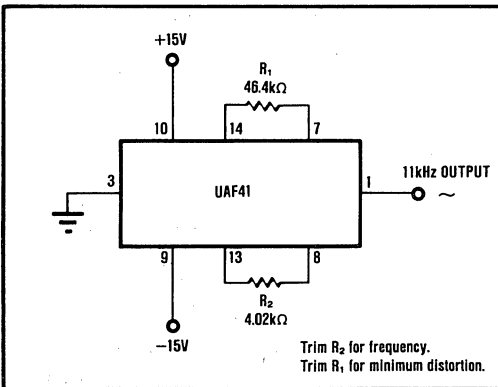 +15V
R₁
46.4kΩ
10
14
7
3
UAF41
1
11kHz OUTPUT
~
9
13
8
R₂
4.02kΩ
−15V
Trim R₂ for frequency.
Trim R₁ for minimum distortion.